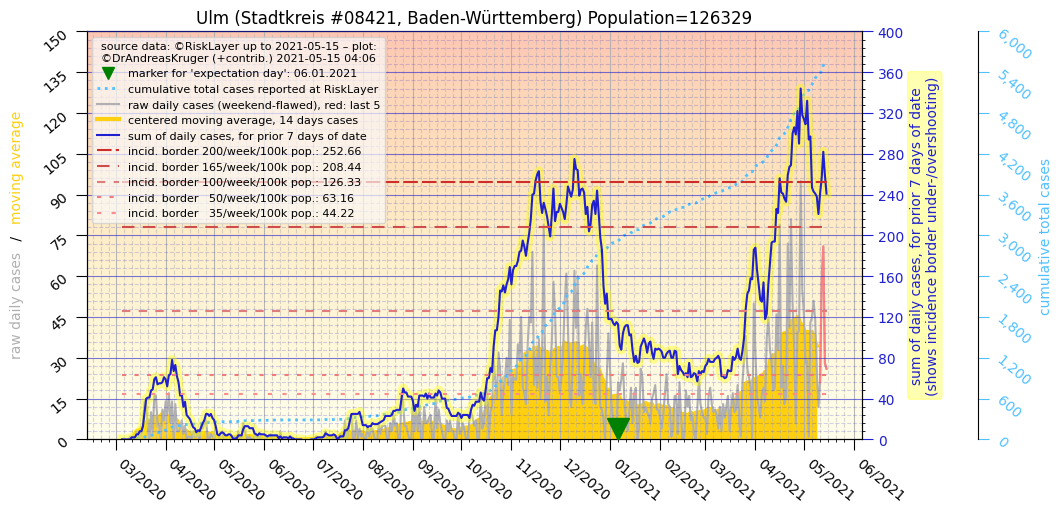 Ulm (Stadtkreis #08421, Baden-Württemberg) Population=126329
source data: ©RiskLayer up to 2021-05-15 – plot:
©DrAndreasKruger (+contrib.) 2021-05-15 04:06
marker for 'expectation day': 06.01.2021
cumulative total cases reported at RiskLayer
raw daily cases (weekend-flawed), red: last 5
centered moving average, 14 days cases
sum of daily cases, for prior 7 days of date
incid. border 200/week/100k pop.: 252.66
incid. border 165/week/100k pop.: 208.44
incid. border 100/week/100k pop.: 126.33
incid. border 50/week/100k pop.: 63.16
incid. border 35/week/100k pop.: 44.22
raw daily cases / moving average
150
135
120
105
90
75
60
45
30
15
0
03/2020
04/2020
05/2020
06/2020
07/2020
08/2020
09/2020
10/2020
11/2020
12/2020
01/2021
02/2021
03/2021
04/2021
05/2021
06/2021
400
360
320
280
240
200
160
120
80
40
0
sum of daily cases, for prior 7 days of date
(shows incidence border under-/overshooting)
6,000
5,400
4,800
4,200
3,600
3,000
2,400
1,800
1,200
600
0
cumulative total cases